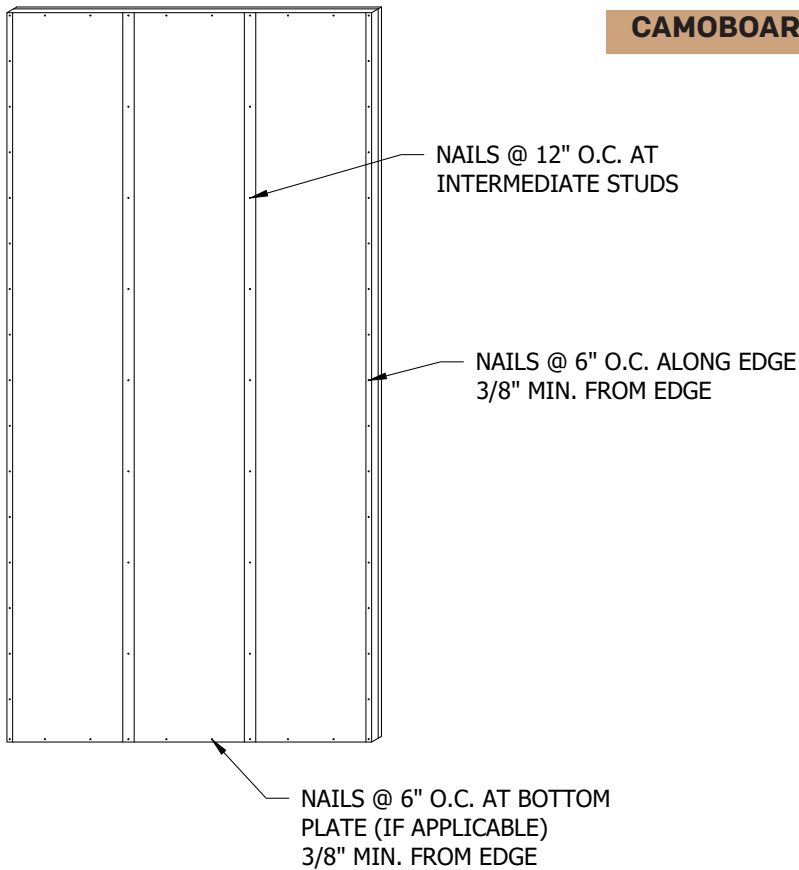 CAMOBOAR
NAILS @ 12" O.C. AT
INTERMEDIATE STUDS
NAILS @ 6" O.C. ALONG EDGE
3/8" MIN. FROM EDGE
NAILS @ 6" O.C. AT BOTTOM
PLATE (IF APPLICABLE)
3/8" MIN. FROM EDGE